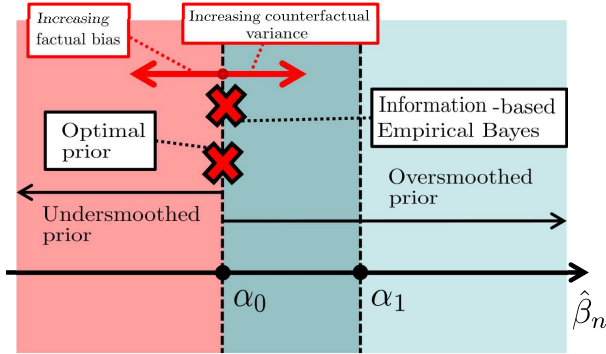 Increasing
factual bias
Increasing counterfactual
variance
Optimal
prior
Information -based
Empirical Bayes
Undersmoothed
prior
Oversmoothed
prior
α₀
α₁
β̂ₙ